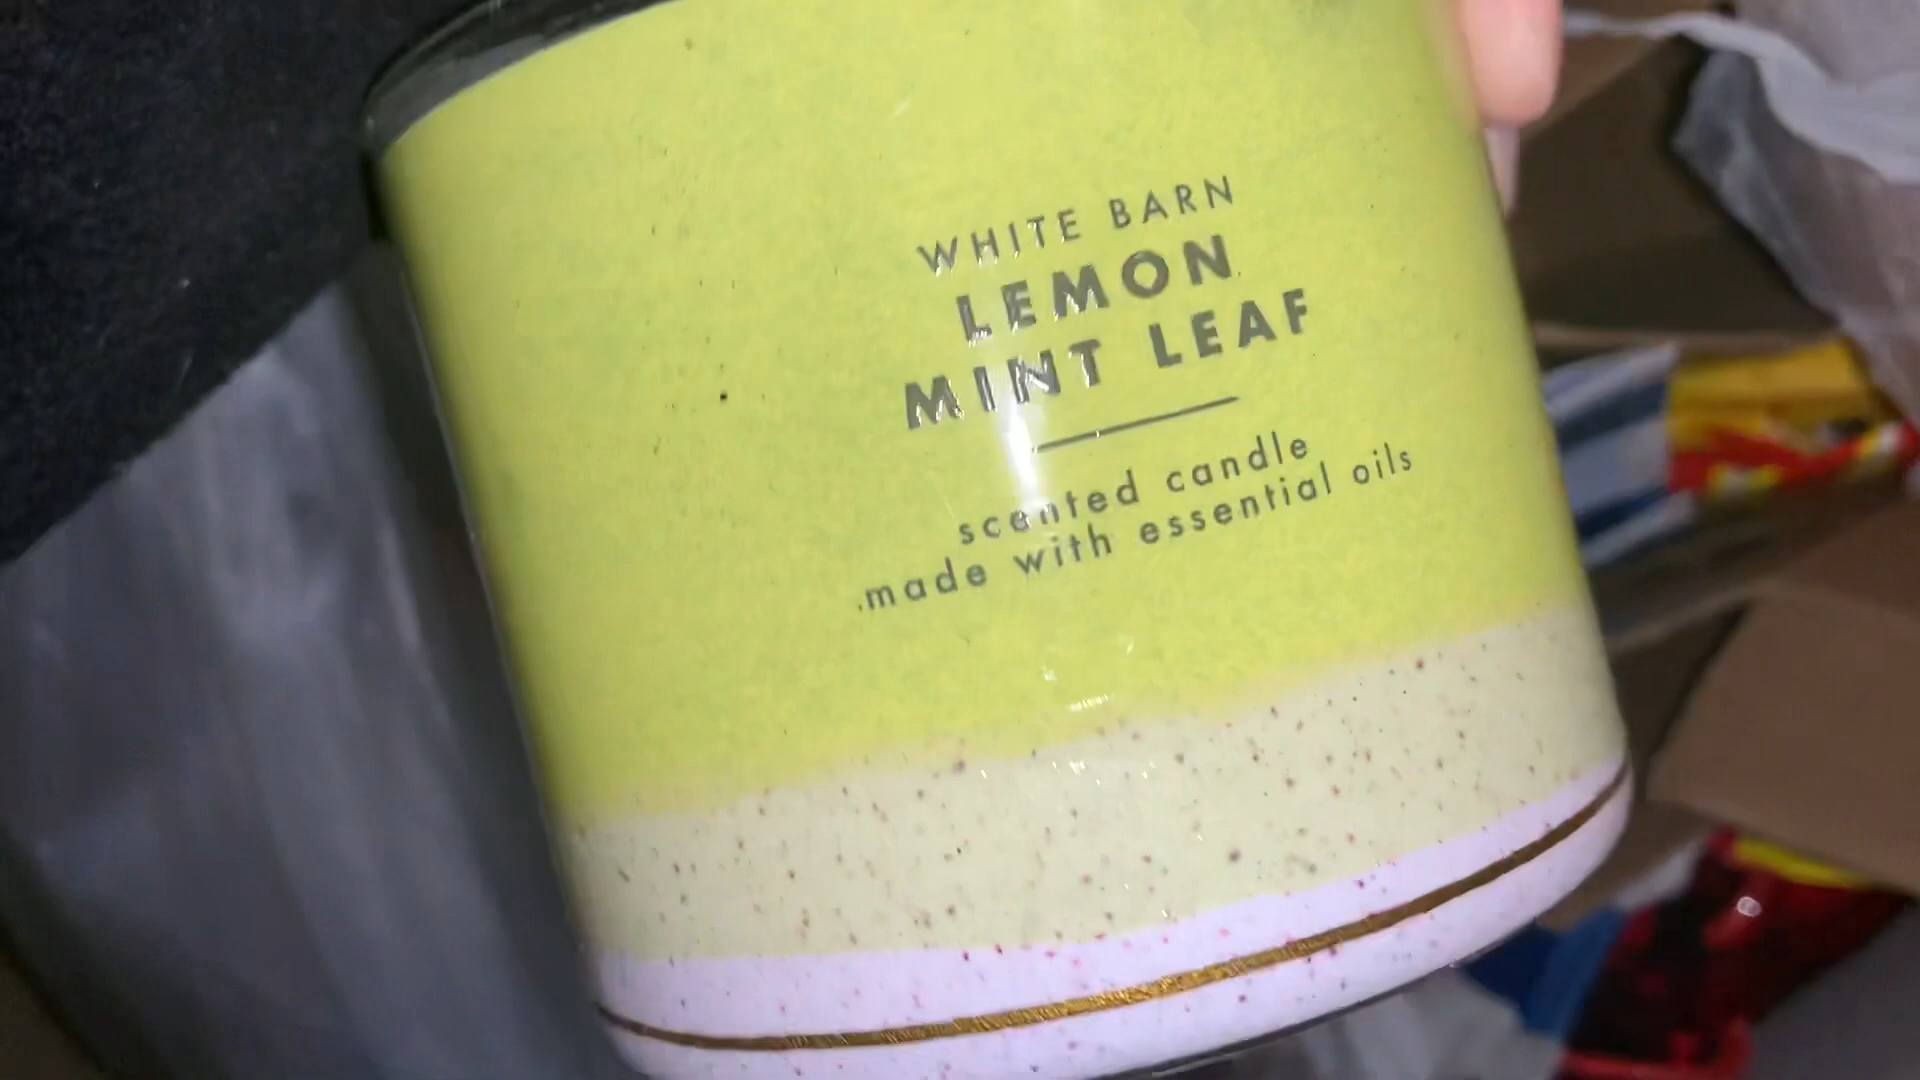 WHITE BARN
LEMON
MINT LEAF
scented candle
made with essential oils